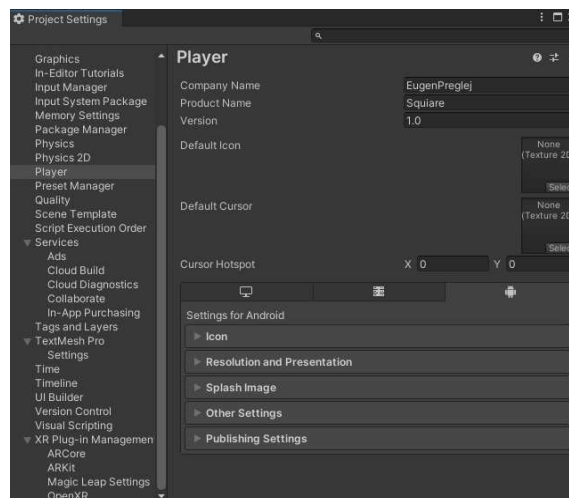 Project Settings
Graphics
In-Editor Tutorials
Input Manager
Input System Package
Memory Settings
Package Manager
Physics
Physics 2D
Player
Preset Manager
Quality
Scene Template
Script Execution Order
Services
Ads
Cloud Build
Cloud Diagnostics
Collaborate
In-App Purchasing
Tags and Layers
TextMesh Pro
Settings
Time
Timeline
UI Builder
Version Control
Visual Scripting
XR Plug-in Managemen
ARCore
ARKit
Magic Leap Settings
OpenXR
Player
Company Name EugenPreglej
Product Name Squiare
Version 1.0
Default Icon
None
(Texture 2D
Selec
Default Cursor
None
(Texture 2D
Selec
Cursor Hotspot X 0 Y 0
Settings for Android
Icon
Resolution and Presentation
Splash Image
Other Settings
Publishing Settings